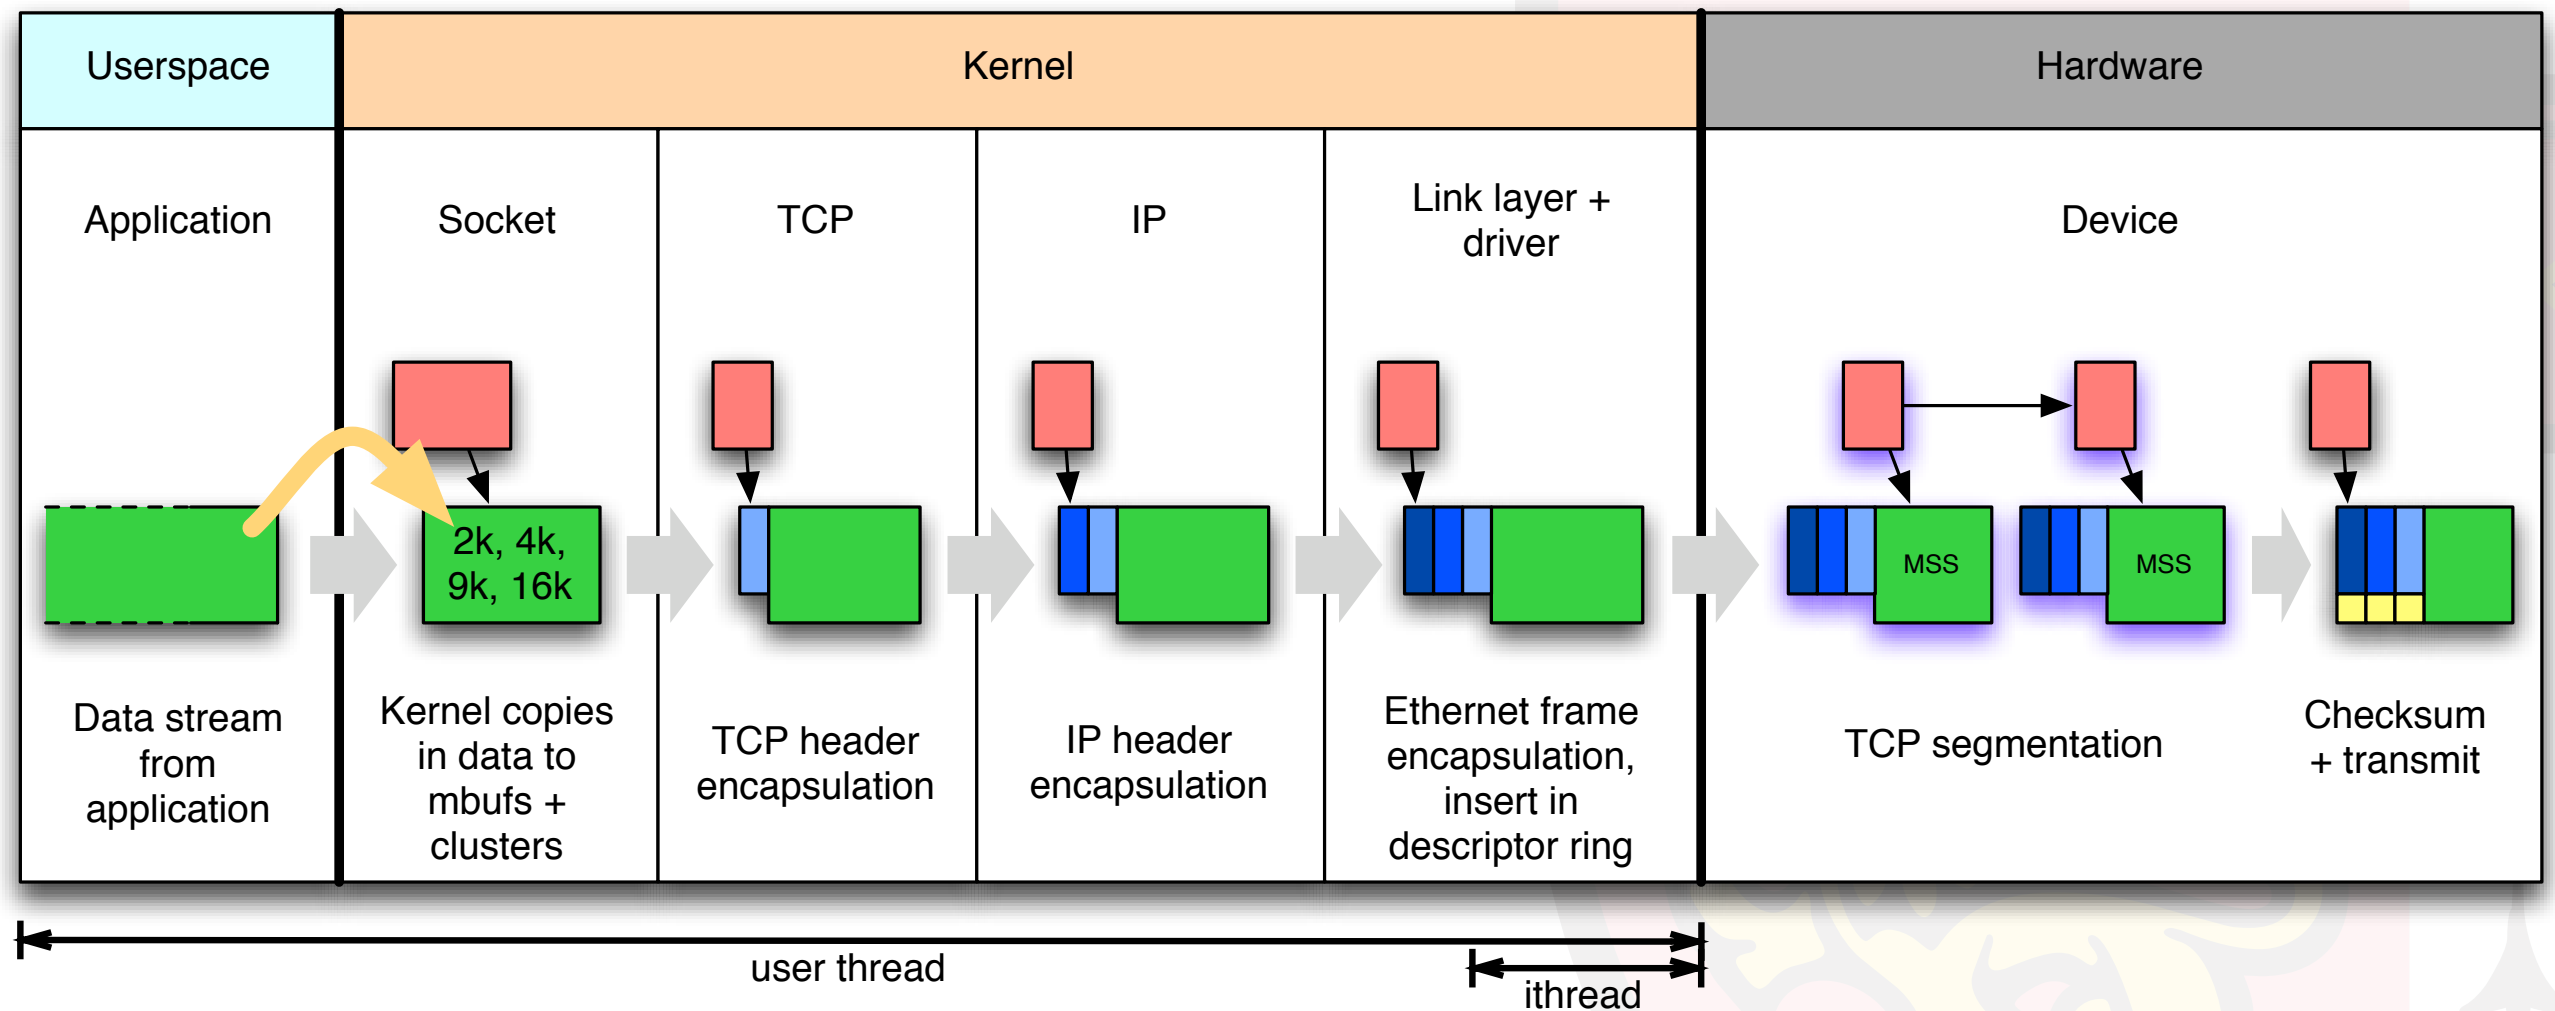 Userspace
Kernel
Hardware
Application
Socket
TCP
IP
Link layer +
driver
Device
2k, 4k,
9k, 16k
MSS
MSS
Data stream
from
application
Kernel copies
in data to
mbufs +
clusters
TCP header
encapsulation
IP header
encapsulation
Ethernet frame
encapsulation,
insert in
descriptor ring
TCP segmentation
Checksum
+ transmit
user thread
ithread